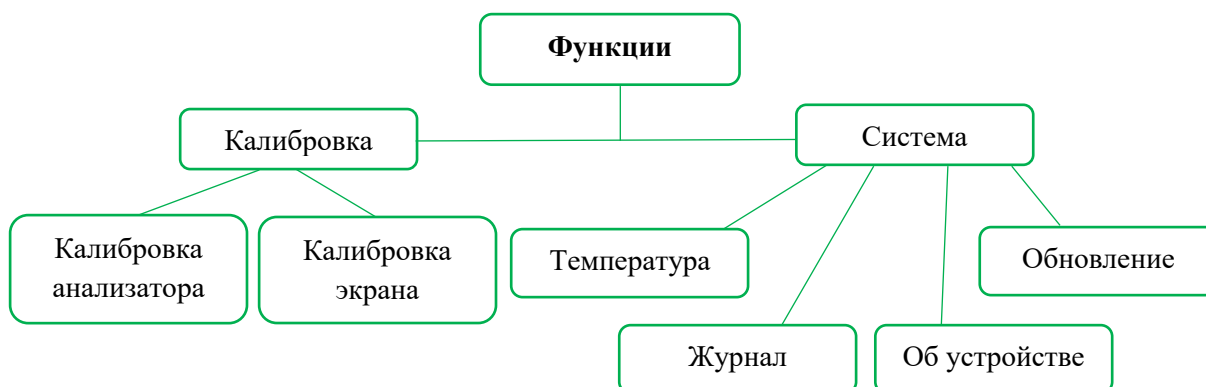 Функции
Калибровка
Система
Калибровка
анализатора
Калибровка
экрана
Температура
Обновление
Журнал
Об устройстве